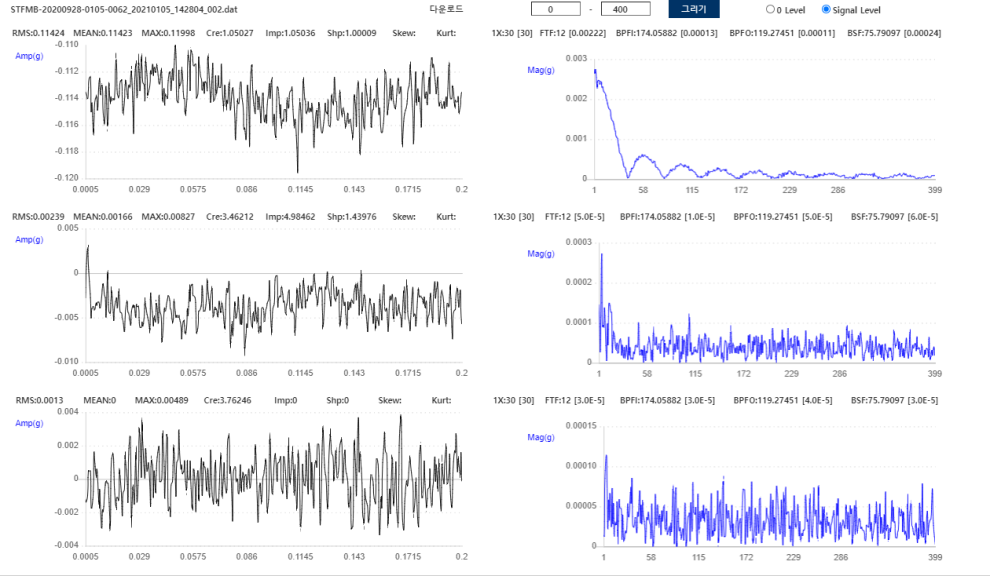 STFMB-20200928-0105-0062_20210105_142804_002.dat 다운로드 0 - 400 그리기 0 Level Signal Level
RMS:0.11424 MEAN:0.11423 MAX:0.11998 Cre:1.05027 Imp:1.05036 Shp:1.00009 Skew: Kurt:
Amp(g)
-0.110
-0.112
-0.114
-0.116
-0.118
-0.120
0.0005 0.029 0.0575 0.086 0.1145 0.143 0.1715 0.2
1X:30 [30] FTF:12 [0.00222] BPFI:174.05882 [0.00013] BPFO:119.27451 [0.00011] BSF:75.79097 [0.00024]
Mag(g)
0.003
0.002
0.001
0
1 58 115 172 229 286 399
RMS:0.00239 MEAN:0.00166 MAX:0.00827 Cre:3.46212 Imp:4.98462 Shp:1.43976 Skew: Kurt:
Amp(g)
0.005
0
-0.005
-0.010
0.0005 0.029 0.0575 0.086 0.1145 0.143 0.1715 0.2
1X:30 [30] FTF:12 [5.0E-5] BPFI:174.05882 [1.0E-5] BPFO:119.27451 [5.0E-5] BSF:75.79097 [6.0E-5]
Mag(g)
0.0003
0.0002
0.0001
0
1 58 115 172 229 286 399
RMS:0.0013 MEAN:0 MAX:0.00489 Cre:3.76246 Imp:0 Shp:0 Skew: Kurt:
Amp(g)
0.004
0.002
0
-0.002
-0.004
0.0005 0.029 0.0575 0.086 0.1145 0.143 0.1715 0.2
1X:30 [30] FTF:12 [3.0E-5] BPFI:174.05882 [3.0E-5] BPFO:119.27451 [4.0E-5] BSF:75.79097 [3.0E-5]
Mag(g)
0.00015
0.00010
0.00005
0
1 58 115 172 229 286 399